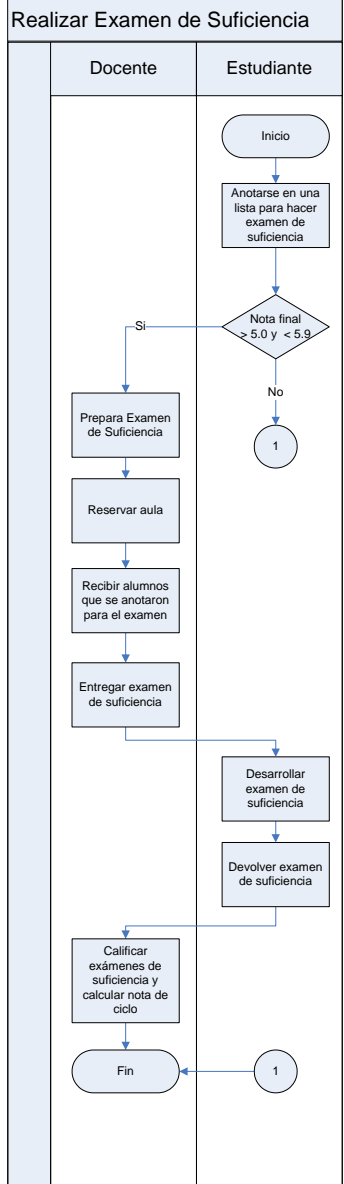 Realizar Examen de Suficiencia
Docente
Estudiante
Inicio
Anotarse en una
lista para hacer
examen de
suficiencia
Nota final
> 5.0 y < 5.9
Si
No
1
Prepara Examen
de Suficiencia
Reservar aula
Recibir alumnos
que se anotaron
para el examen
Entregar examen
de suficiencia
Desarrollar
examen de
suficiencia
Devolver examen
de suficiencia
Calificar
exámenes de
suficiencia y
calcular nota de
ciclo
Fin
1